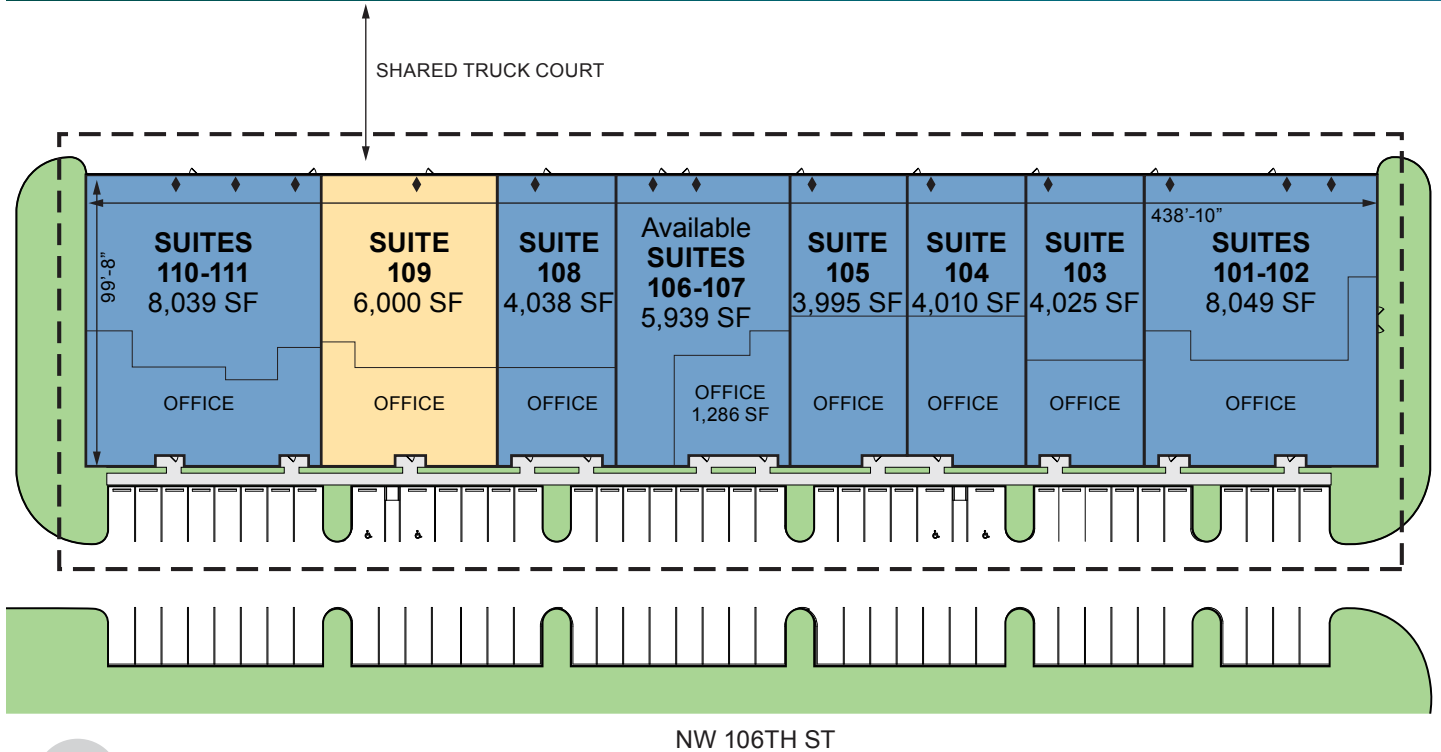 SHARED TRUCK COURT
438’-10”
99’-8”
SUITES
110-111
8,039 SF
SUITE
109
6,000 SF
SUITE
108
4,038 SF
Available
SUITES
106-107
5,939 SF
SUITE
105
3,995 SF
SUITE
104
4,010 SF
SUITE
103
4,025 SF
SUITES
101-102
8,049 SF
OFFICE
OFFICE
OFFICE
OFFICE
1,286 SF
OFFICE
OFFICE
OFFICE
OFFICE
NW 106TH ST